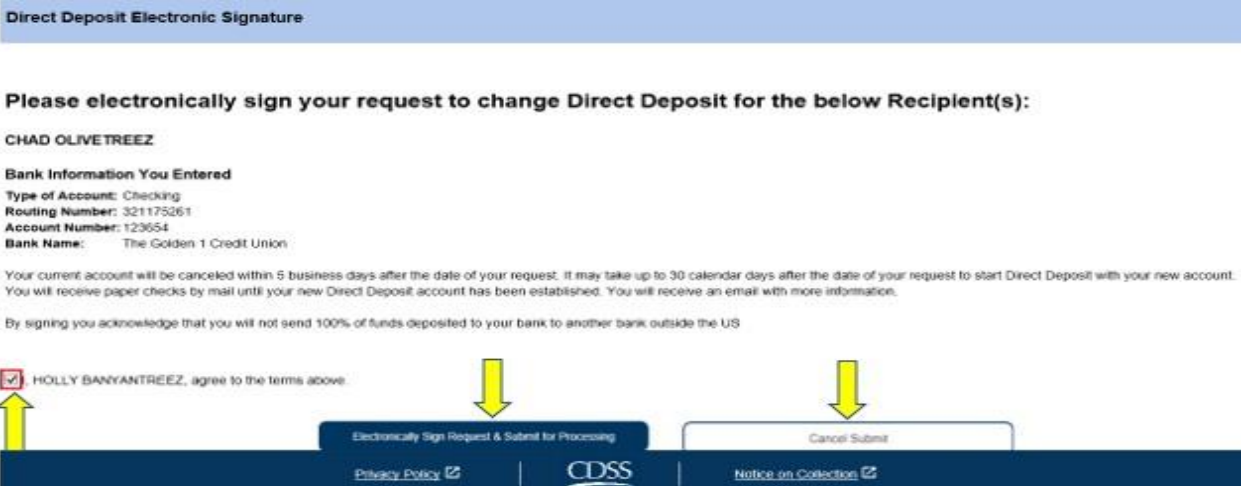 Direct Deposit Electronic Signature
Please electronically sign your request to change Direct Deposit for the below Recipient(s):
CHAD OLIVETREEZ
Bank Information You Entered
Type of Account: Checking
Routing Number: 321175261
Account Number: 123654
Bank Name: The Golden 1 Credit Union
Your current account will be canceled within 5 business days after the date of your request. It may take up to 30 calendar days after the date of your request to start Direct Deposit with your new account.
You will receive paper checks by mail until your new Direct Deposit account has been established. You will receive an email with more information.
By signing you acknowledge that you will not send 100% of funds deposited to your bank to another bank outside the US
, HOLLY BANYANTREEZ, agree to the terms above.
Electronically Sign Request & Submit for Processing
Cancel Submit
Privacy Policy
CDSS
Notice on Collection